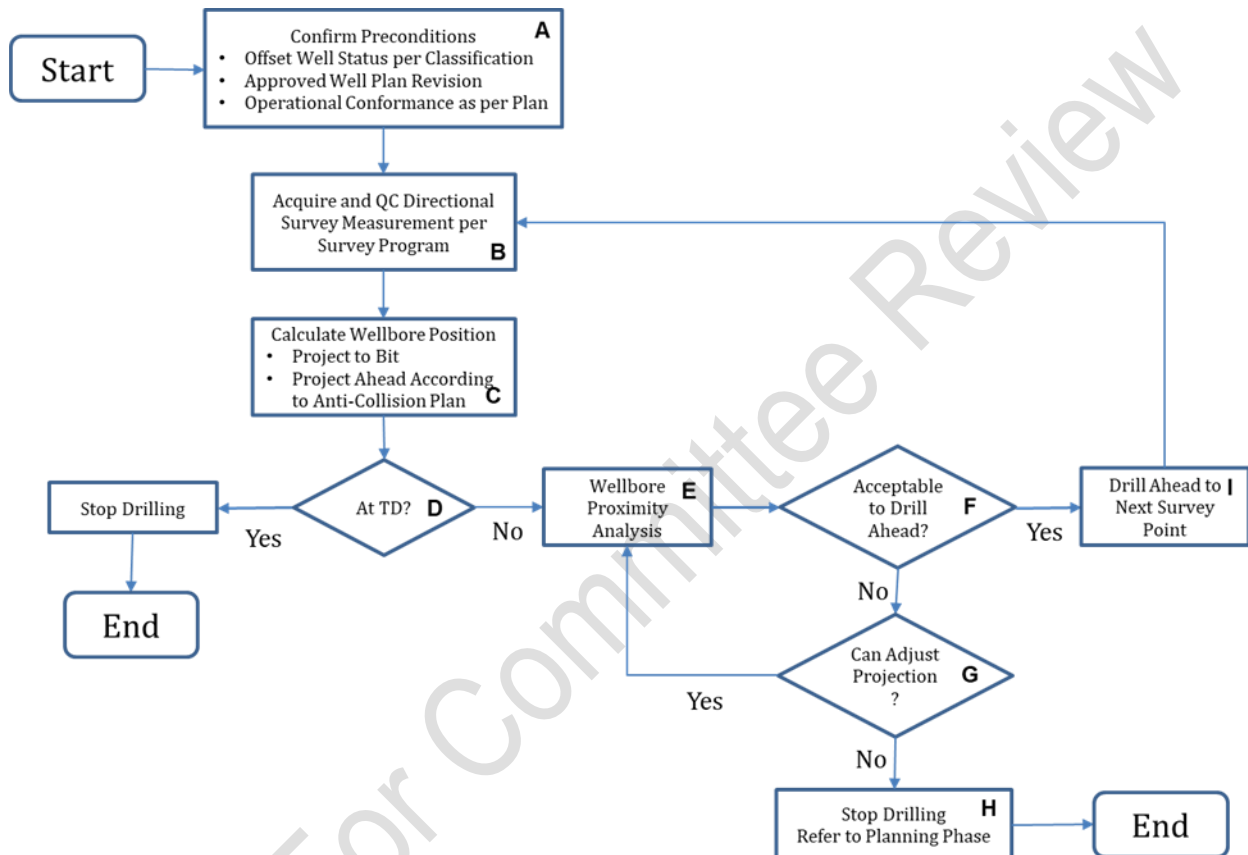 Start
Confirm Preconditions A
• Offset Well Status per Classification
• Approved Well Plan Revision
• Operational Conformance as per Plan
Acquire and QC Directional
Survey Measurement per
Survey Program B
Calculate Wellbore Position
• Project to Bit
• Project Ahead According
to Anti-Collision Plan C
Stop Drilling
Yes
At TD? D
No
Wellbore E
Proximity
Analysis
Acceptable
to Drill F
Ahead?
Yes
Drill Ahead to I
Next Survey
Point
End
No
Can Adjust
Projection G
?
Yes
No
Stop Drilling H
Refer to Planning Phase
End
For Committee Review